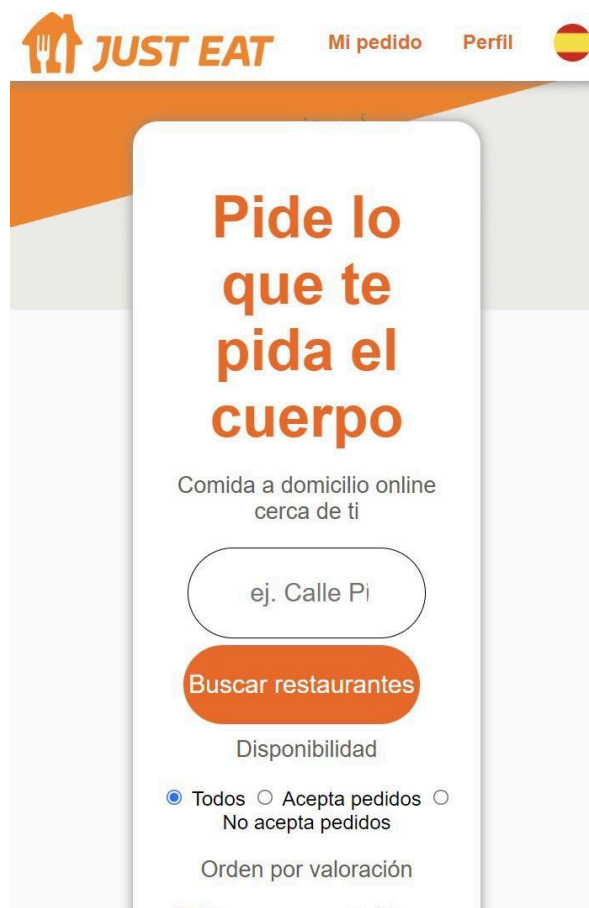 JUST EAT
Mi pedido
Perfil
Pide lo
que te
pida el
cuerpo
Comida a domicilio online
cerca de ti
ej. Calle Pi
Buscar restaurantes
Disponibilidad
Todos Acepta pedidos
No acepta pedidos
Orden por valoración